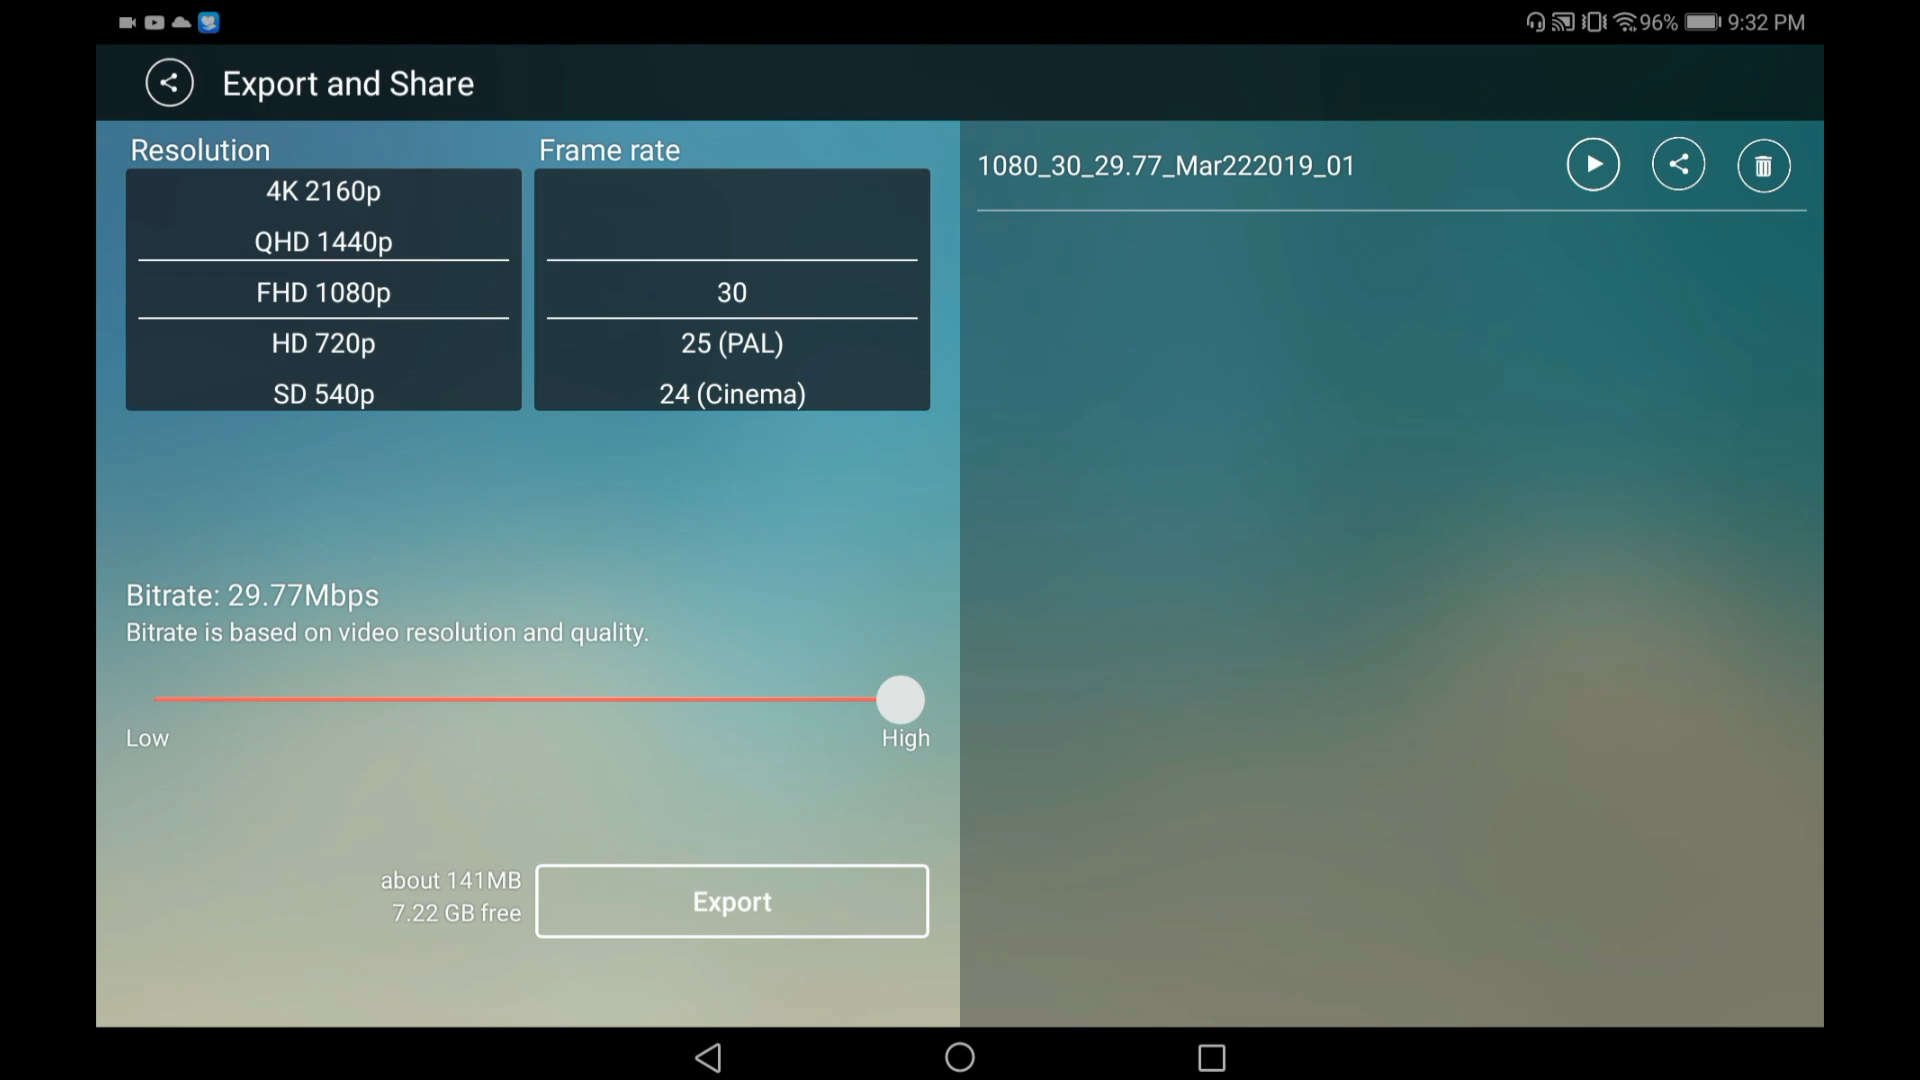 96% 9:32 PM
Export and Share
Resolution
4K 2160p
QHD 1440p
FHD 1080p
HD 720p
SD 540p
Frame rate
30
25 (PAL)
24 (Cinema)
Bitrate: 29.77Mbps
Bitrate is based on video resolution and quality.
Low
High
about 141MB
7.22 GB free
Export
1080_30_29.77_Mar222019_01